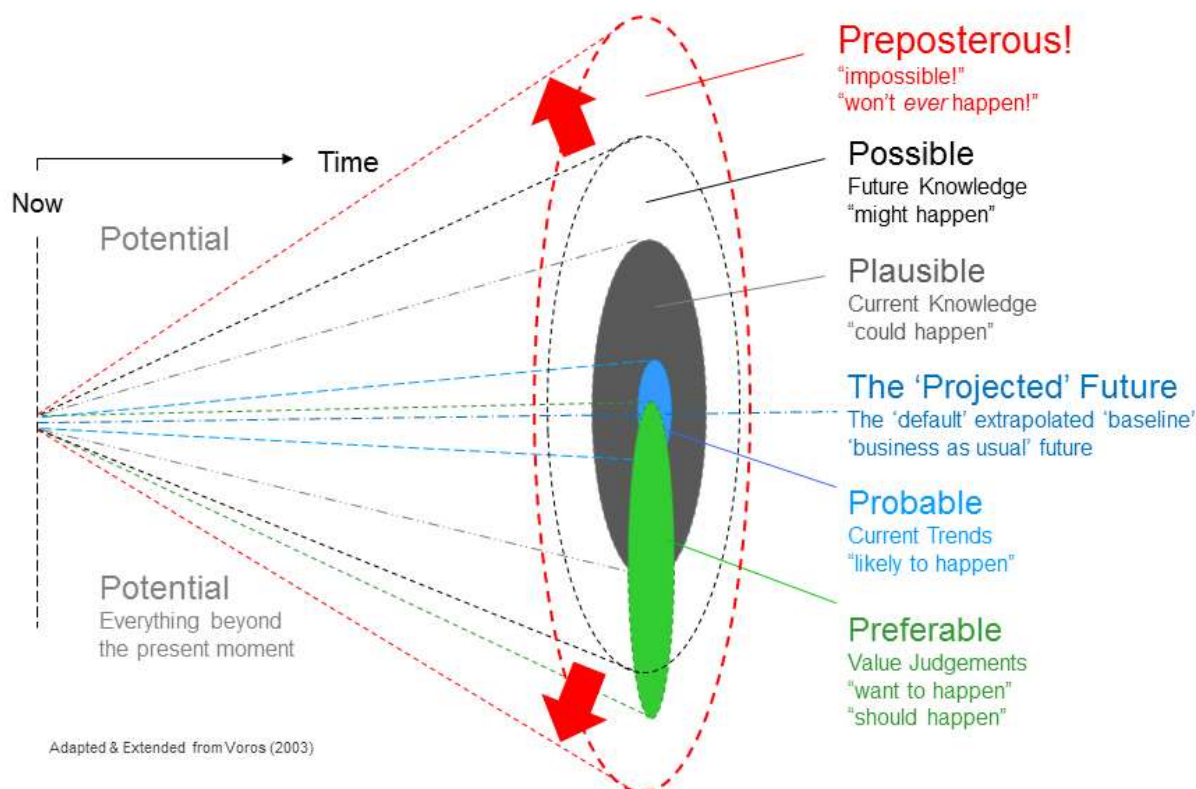 Preposterous!
“impossible!”
“won’t ever happen!”
Time
Now
Potential
Possible
Future Knowledge
“might happen”
Plausible
Current Knowledge
“could happen”
The ‘Projected’ Future
The ‘default’ extrapolated ‘baseline’
‘business as usual’ future
Probable
Current Trends
“likely to happen”
Potential
Everything beyond
the present moment
Preferable
Value Judgements
“want to happen”
“should happen”
Adapted & Extended from Voros (2003)